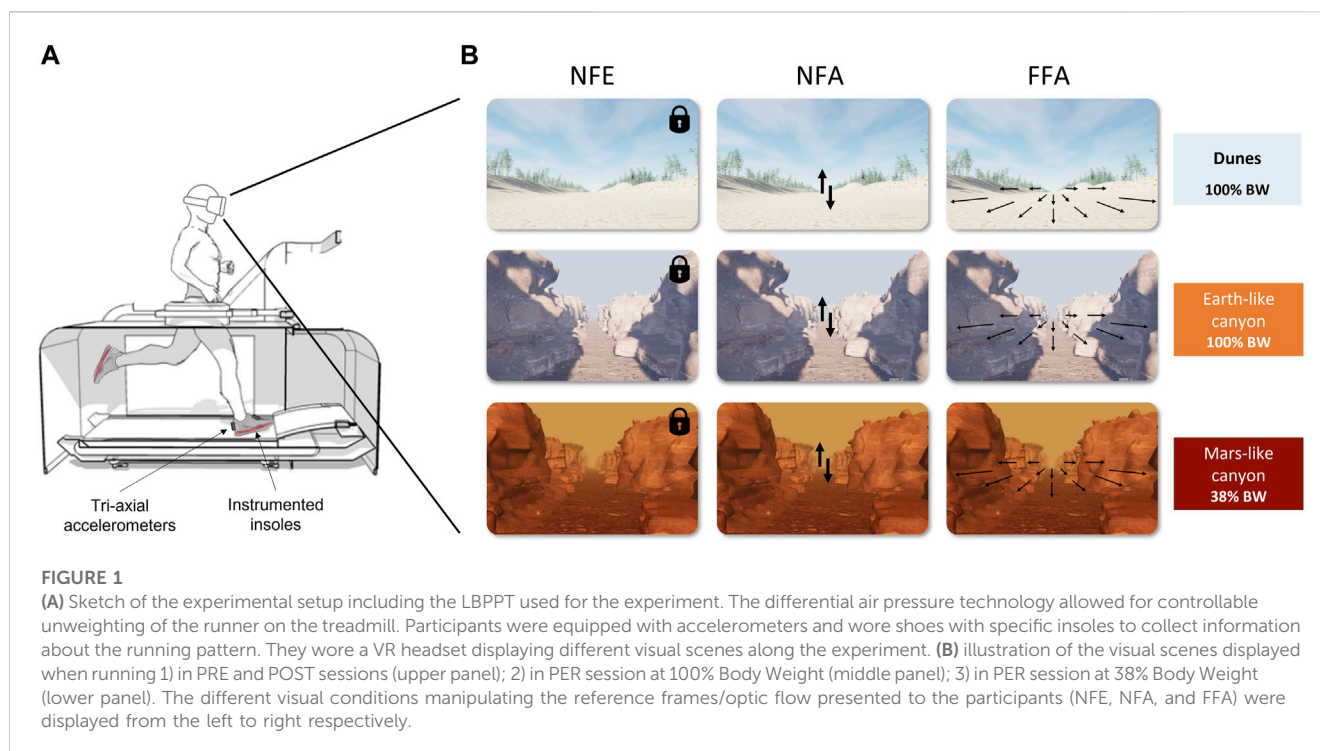 A
B
NFE
NFA
FFA
Dunes
100% BW
Earth-like
canyon
100% BW
Mars-like
canyon
38% BW
Tri-axial
accelerometers
Instrumented
insoles
FIGURE 1
(A) Sketch of the experimental setup including the LBPPT used for the experiment. The differential air pressure technology allowed for controllable
unweighting of the runner on the treadmill. Participants were equipped with accelerometers and wore shoes with specific insoles to collect information
about the running pattern. They wore a VR headset displaying different visual scenes along the experiment. (B) illustration of the visual scenes displayed
when running 1) in PRE and POST sessions (upper panel); 2) in PER session at 100% Body Weight (middle panel); 3) in PER session at 38% Body Weight
(lower panel). The different visual conditions manipulating the reference frames/optic flow presented to the participants (NFE, NFA, and FFA) were
displayed from the left to right respectively.